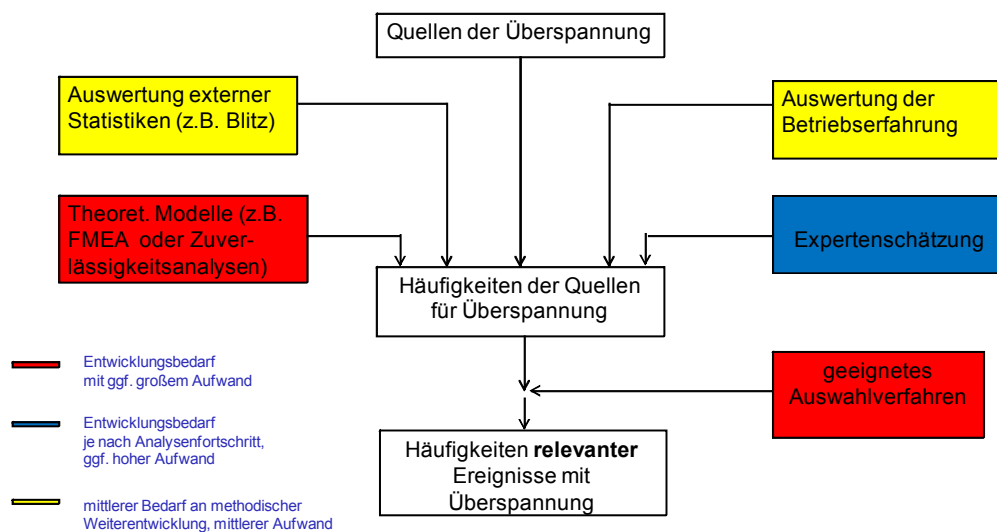 Quellen der Überspannung
Auswertung externer
Statistiken (z.B. Blitz)
Auswertung der
Betriebserfahrung
Theoret. Modelle (z.B.
FMEA oder Zuver-
lässigkeitsanalysen)
Expertenschätzung
Häufigkeiten der Quellen
für Überspannung
Entwicklungsbedarf
mit ggf. großem Aufwand
geeignetes
Auswahlverfahren
Entwicklungsbedarf
je nach Analysenfortschritt,
ggf. hoher Aufwand
Häufigkeiten relevanter
Ereignisse mit
Überspannung
mittlerer Bedarf an methodischer
Weiterentwicklung, mittlerer Aufwand